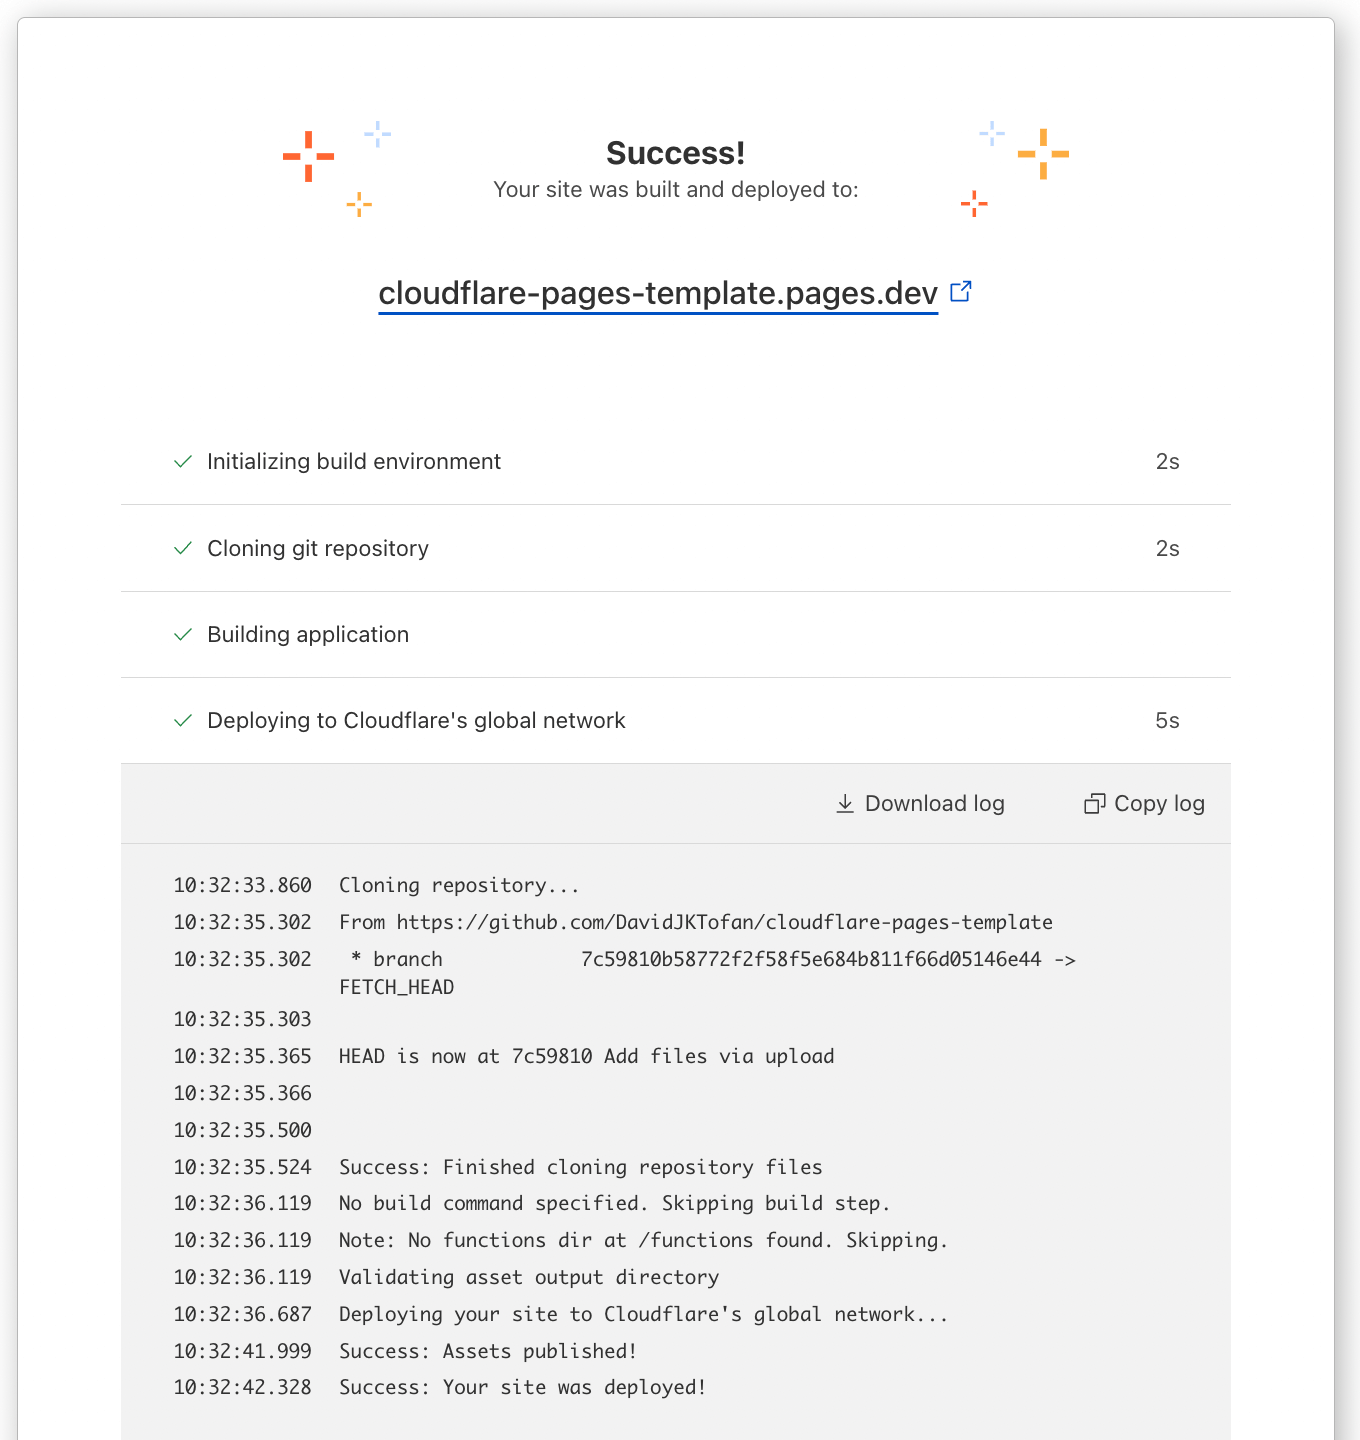 Success!
Your site was built and deployed to:
cloudflare-pages-template.pages.dev
Initializing build environment 2s
Cloning git repository 2s
Building application
Deploying to Cloudflare's global network 5s
Download log Copy log
10:32:33.860 Cloning repository...
10:32:35.302 From https://github.com/DavidJKTofan/cloudflare-pages-template
10:32:35.302 * branch 7c59810b58772f2f58f5e684b811f66d05146e44 ->
FETCH_HEAD
10:32:35.303
10:32:35.365 HEAD is now at 7c59810 Add files via upload
10:32:35.366
10:32:35.500
10:32:35.524 Success: Finished cloning repository files
10:32:36.119 No build command specified. Skipping build step.
10:32:36.119 Note: No functions dir at /functions found. Skipping.
10:32:36.119 Validating asset output directory
10:32:36.687 Deploying your site to Cloudflare's global network...
10:32:41.999 Success: Assets published!
10:32:42.328 Success: Your site was deployed!